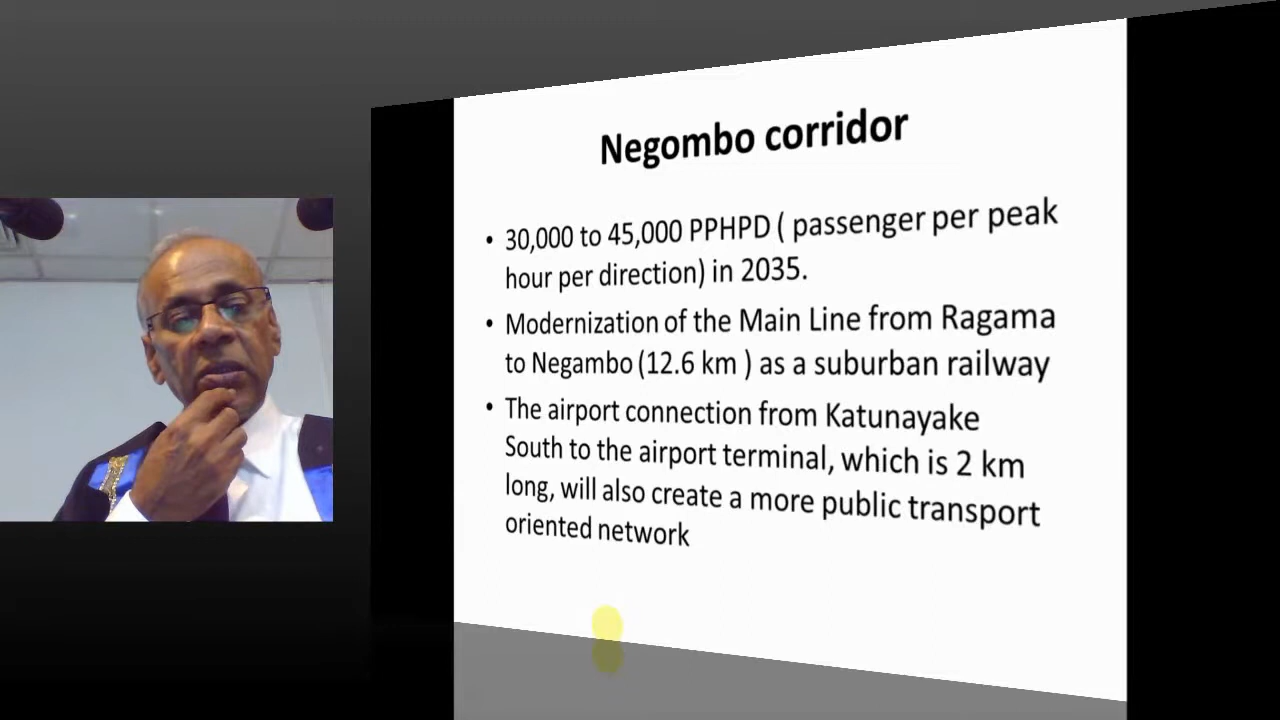 Negombo corridor
• 30,000 to 45,000 PPHPD ( passenger per peak
hour per direction) in 2035.
• Modernization of the Main Line from Ragama
to Negambo (12.6 km ) as a suburban railway
• The airport connection from Katunayake
South to the airport terminal, which is 2 km
long, will also create a more public transport
oriented network